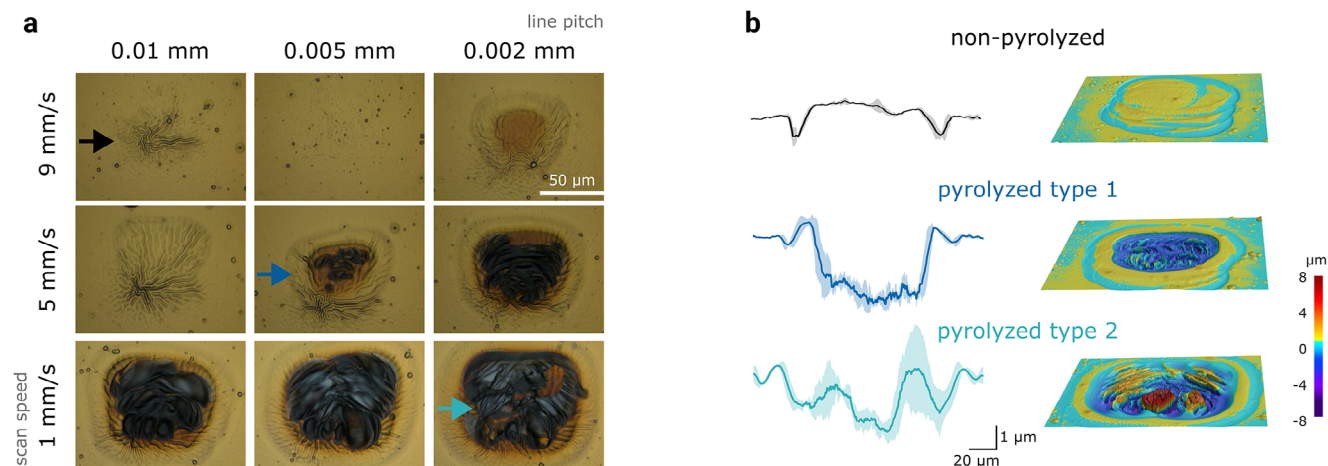 a
line pitch
0.01 mm
0.005 mm
0.002 mm
9 mm/s
5 mm/s
1 mm/s
scan speed
50 µm
b
non-pyrolyzed
pyrolyzed type 1
pyrolyzed type 2
1 µm
20 µm
µm
8
4
0
-4
-8